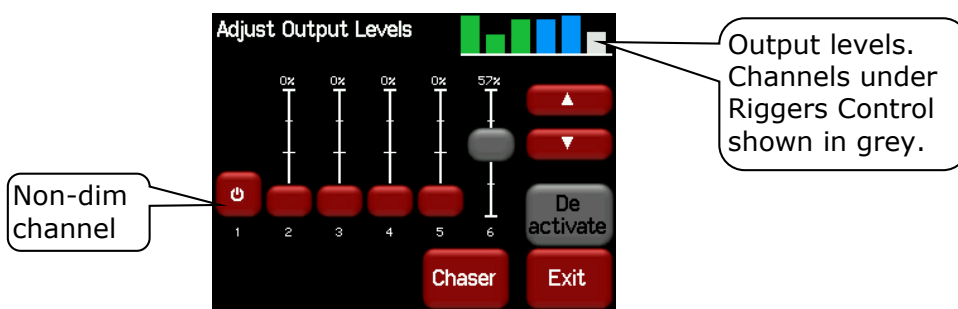 Adjust Output Levels
Output levels.
Channels under
Riggers Control
shown in grey.
0% 0% 0% 0% 57%
Non-dim
channel
De
activate
1 2 3 4 5 6
Chaser Exit